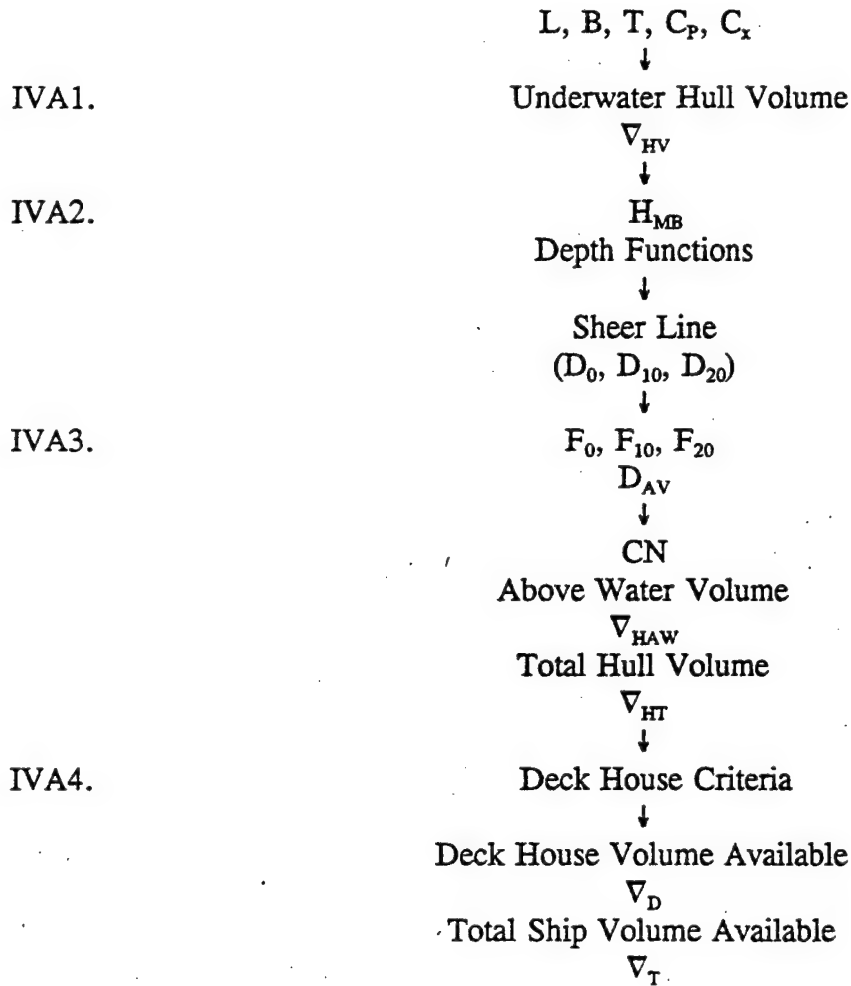 L, B, T, C_P, C_x
↓
IVA1. Underwater Hull Volume
∇_HV
↓
IVA2. H_MB
Depth Functions
↓
Sheer Line
(D_0, D_10, D_20)
↓
IVA3. F_0, F_10, F_20
D_AV
↓
CN
Above Water Volume
∇_HAW
Total Hull Volume
∇_HT
↓
IVA4. Deck House Criteria
↓
Deck House Volume Available
∇_D
Total Ship Volume Available
∇_T